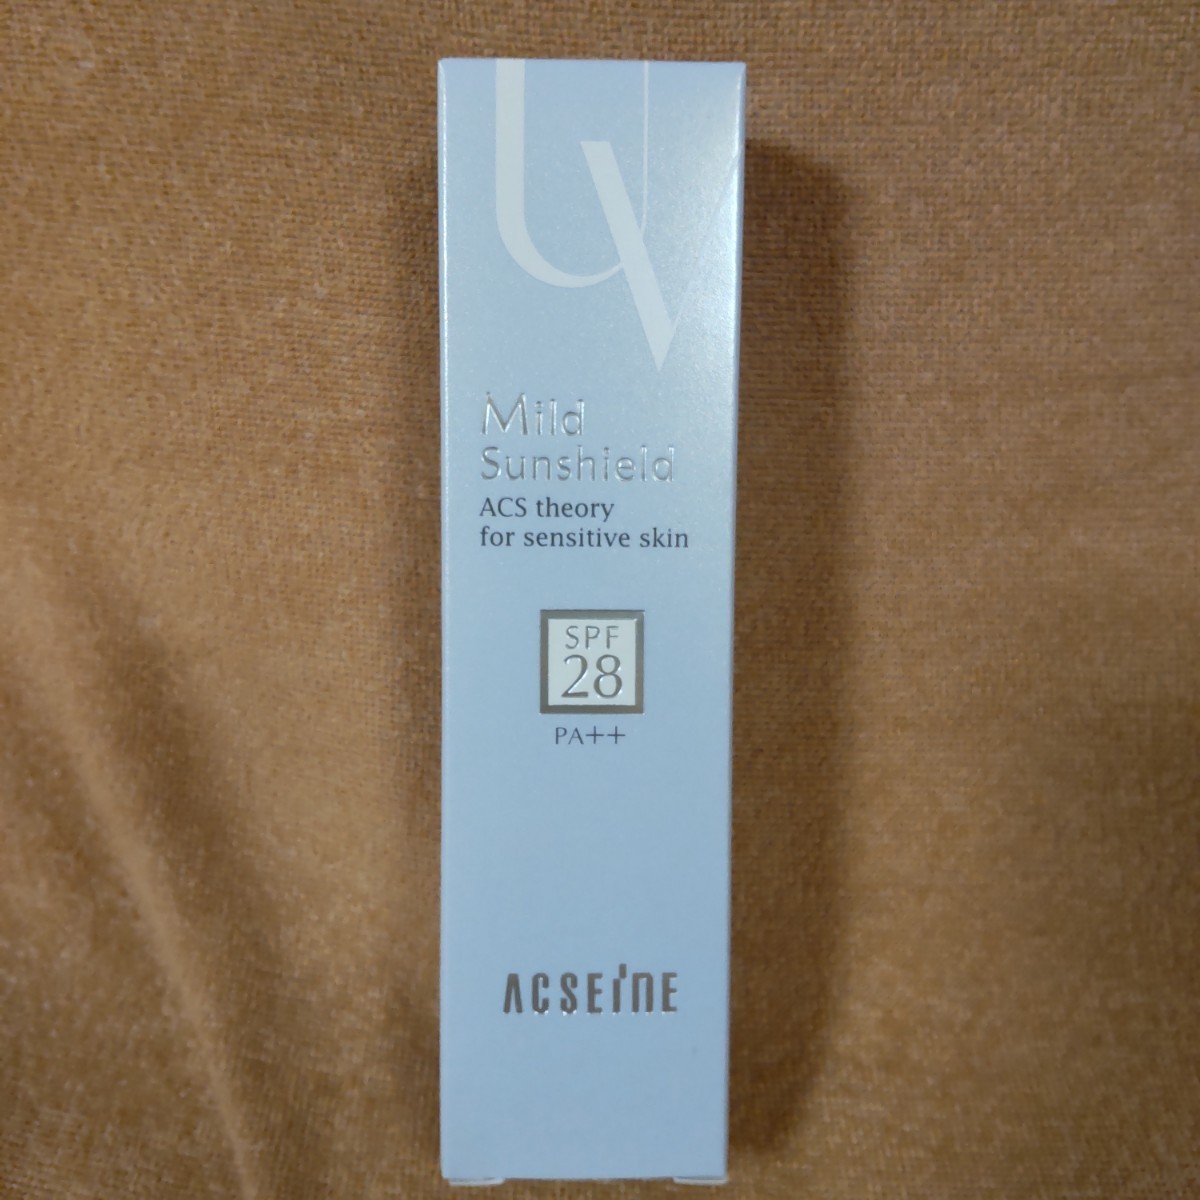 UV
Mild
Sunshield
ACS theory
for sensitive skin
SPF
28
PA++
ACSEINE